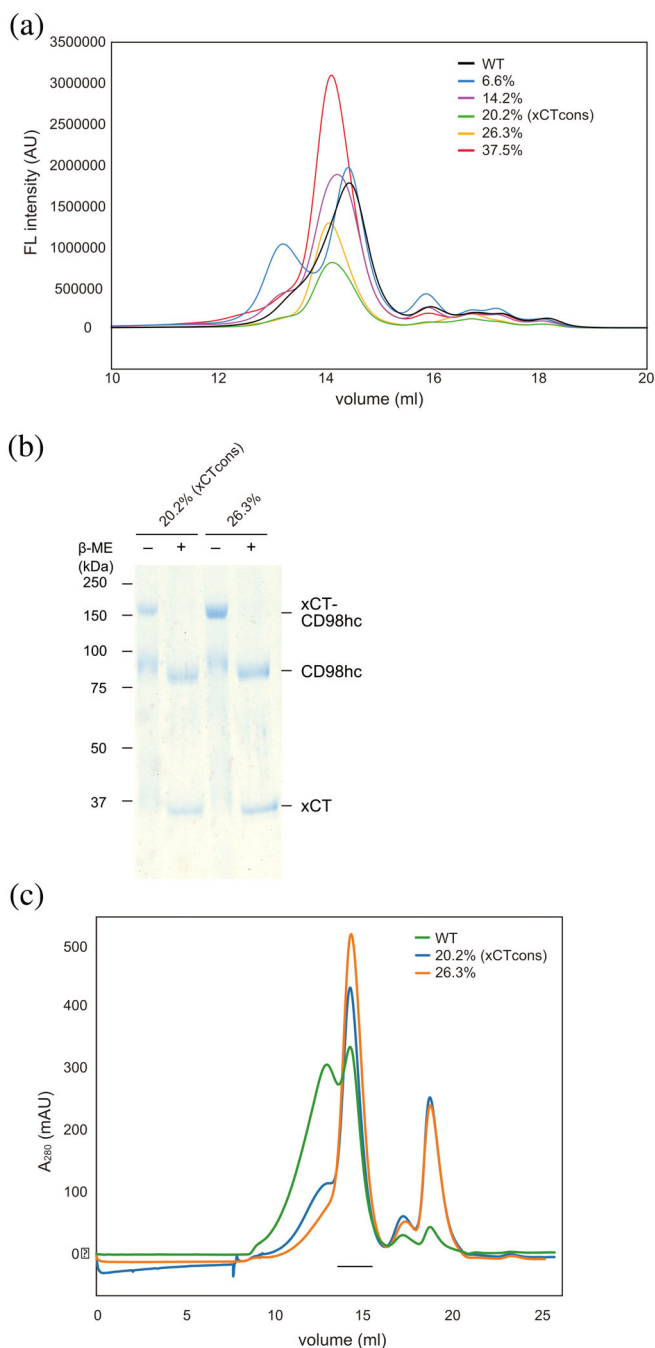 (a)
3500000
3000000
2500000
2000000
1500000
1000000
500000
0
FL intensity (AU)
WT
6.6%
14.2%
20.2% (xCTcons)
26.3%
37.5%
10 12 14 16 18 20
volume (ml)
(b)
20.2% (xCTcons)
26.3%
β-ME – + – +
(kDa)
250
150
100
75
50
37
xCT-
CD98hc
CD98hc
xCT
(c)
500
400
300
200
100
0
A280 (mAU)
WT
20.2% (xCTcons)
26.3%
0 5 10 15 20 25
volume (ml)